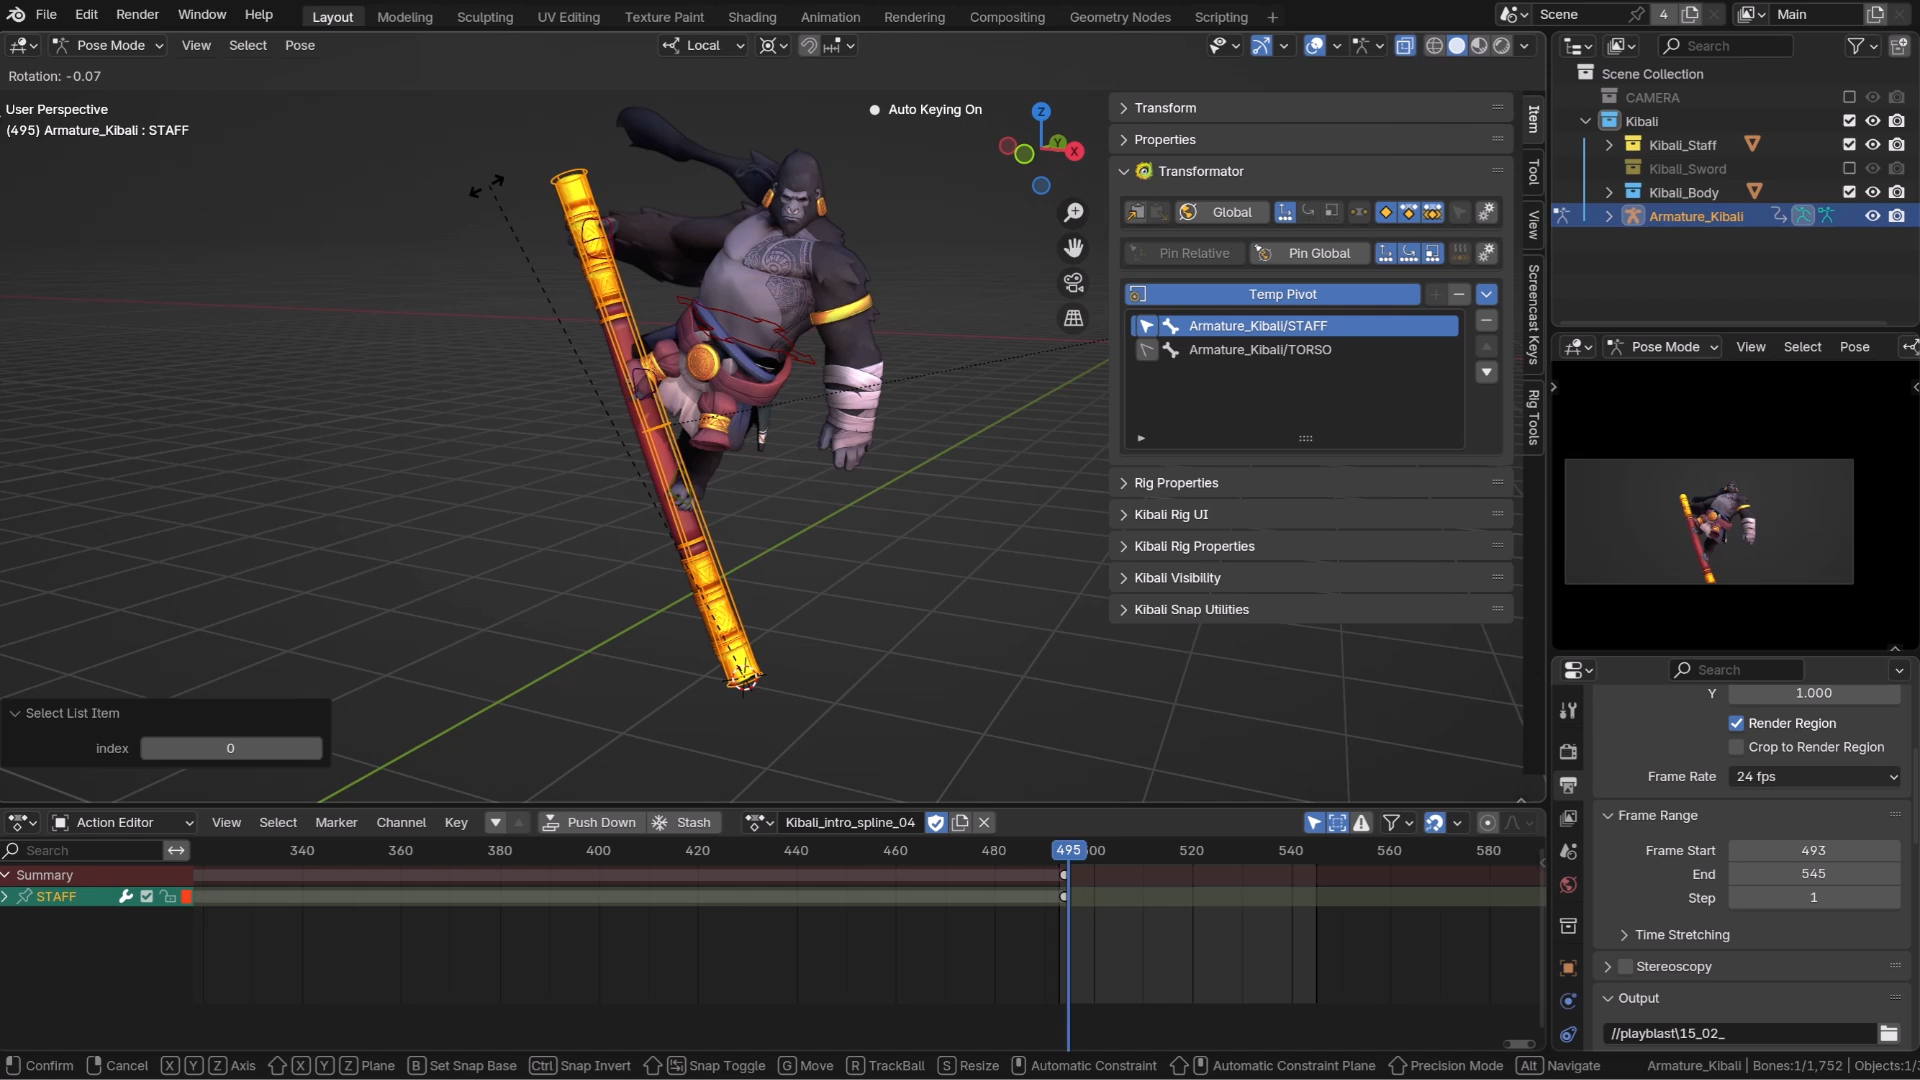 File Edit Render Window Help Layout Modeling Sculpting UV Editing Texture Paint Shading Animation Rendering Compositing Geometry Nodes Scripting + Scene 4 Main
Pose Mode View Select Pose Local Search
Rotation: -0.07
User Perspective
(495) Armature_Kibali : STAFF
Auto Keying On
Z
Y
X
Transform
Properties
Transformator
Global
Pin Relative Pin Global
Temp Pivot
Armature_Kibali/STAFF
Armature_Kibali/TORSO
Rig Properties
Kibali Rig UI
Kibali Rig Properties
Kibali Visibility
Kibali Snap Utilities
Item
Tool
View
Screencast Keys
Rig Tools
Scene Collection
CAMERA
Kibali
Kibali_Staff
Kibali_Sword
Kibali_Body
Armature_Kibali
Pose Mode View Select Pose
Search
Y 1.000
Render Region
Crop to Render Region
Frame Rate 24 fps
Frame Range
Frame Start 493
End 545
Step 1
Time Stretching
Stereoscopy
Output
//playblast\15_02_
Select List Item
index 0
Action Editor View Select Marker Channel Key Push Down Stash Kibali_intro_spline_04
Search 340 360 380 400 420 440 460 480 495 00 520 540 560 580
Summary
STAFF
Confirm Cancel X Y Z Axis X Y Z Plane B Set Snap Base Ctrl Snap Invert Snap Toggle G Move R TrackBall S Resize Automatic Constraint Automatic Constraint Plane Precision Mode Alt Navigate Armature_Kibali | Bones:1/1,752 | Objects:1/